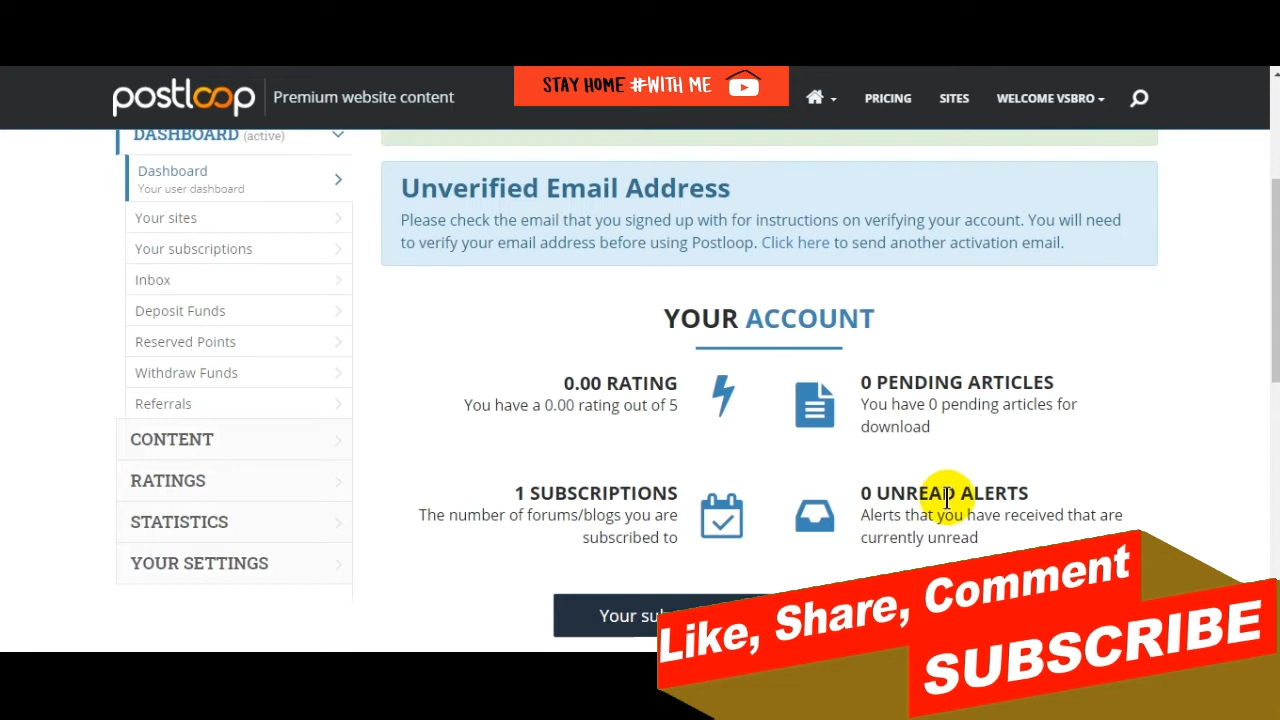 postloop
Premium website content
STAY HOME #WITH ME
PRICING
SITES
WELCOME VSBRO
DASHBOARD (active)
Dashboard
Your user dashboard
Your sites
Your subscriptions
Inbox
Deposit Funds
Reserved Points
Withdraw Funds
Referrals
CONTENT
RATINGS
STATISTICS
YOUR SETTINGS
Unverified Email Address
Please check the email that you signed up with for instructions on verifying your account. You will need
to verify your email address before using Postloop. Click here to send another activation email.
YOUR ACCOUNT
0.00 RATING
You have a 0.00 rating out of 5
0 PENDING ARTICLES
You have 0 pending articles for
download
1 SUBSCRIPTIONS
The number of forums/blogs you are
subscribed to
0 UNREAD ALERTS
Alerts that you have received that are
currently unread
Your
Like, Share, Comment
SUBSCRIBE